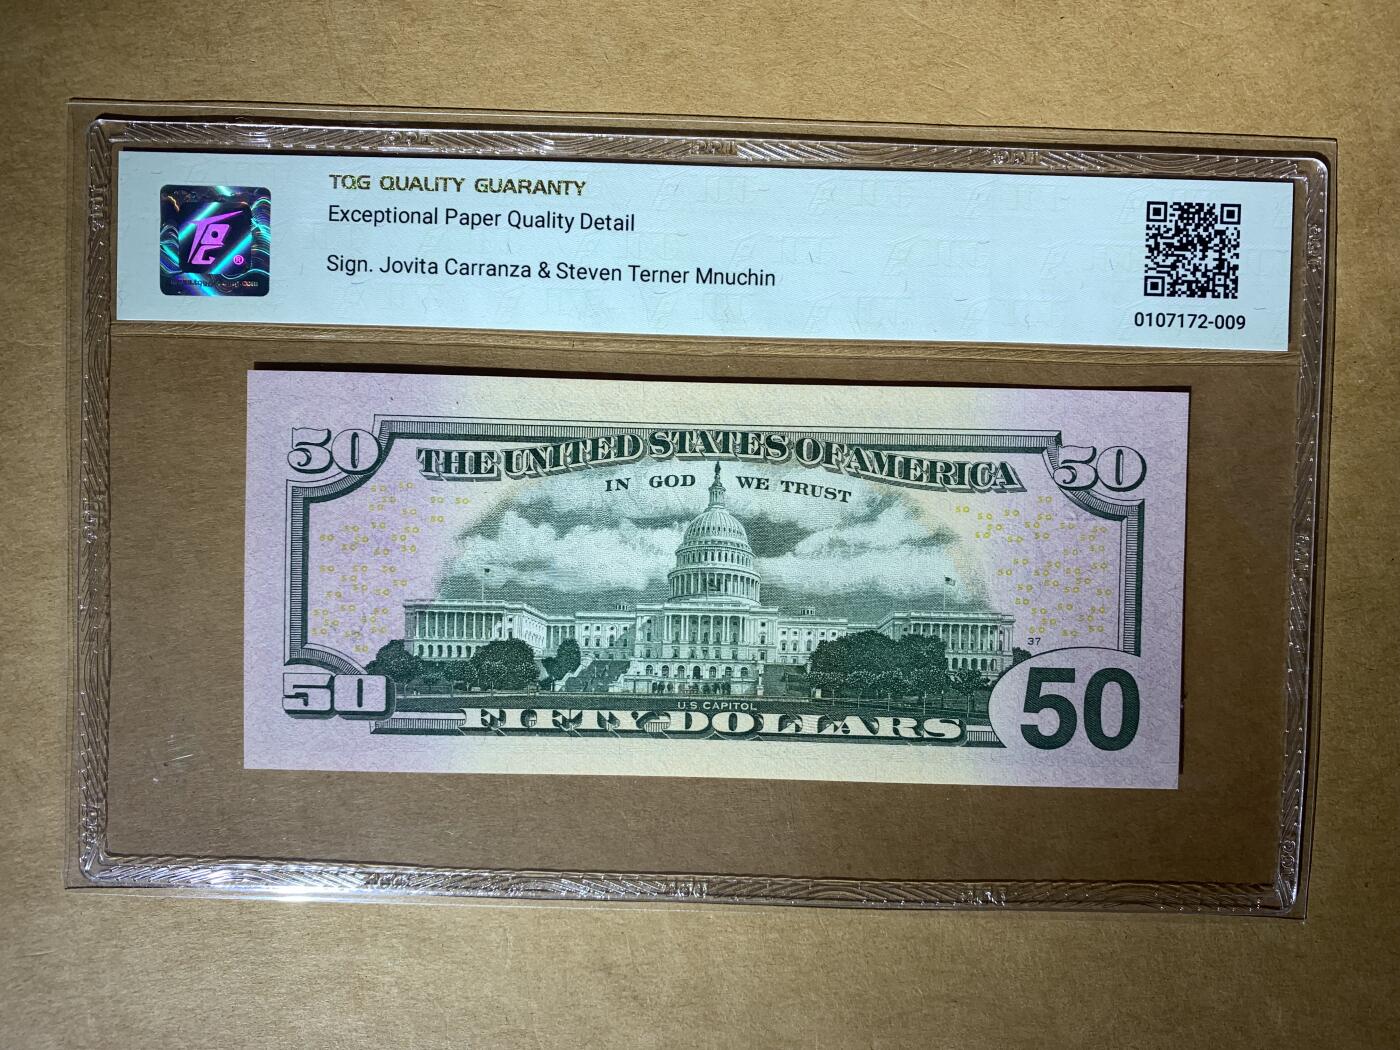 TQG QUALITY GUARANTY
Exceptional Paper Quality Detail
Sign. Jovita Carranza & Steven Terner Mnuchin
TQG
®
0107172-009
50
50
THE UNITED STATES OF AMERICA
IN GOD WE TRUST
37
50
50
U.S CAPITOL
FIFTY DOLLARS